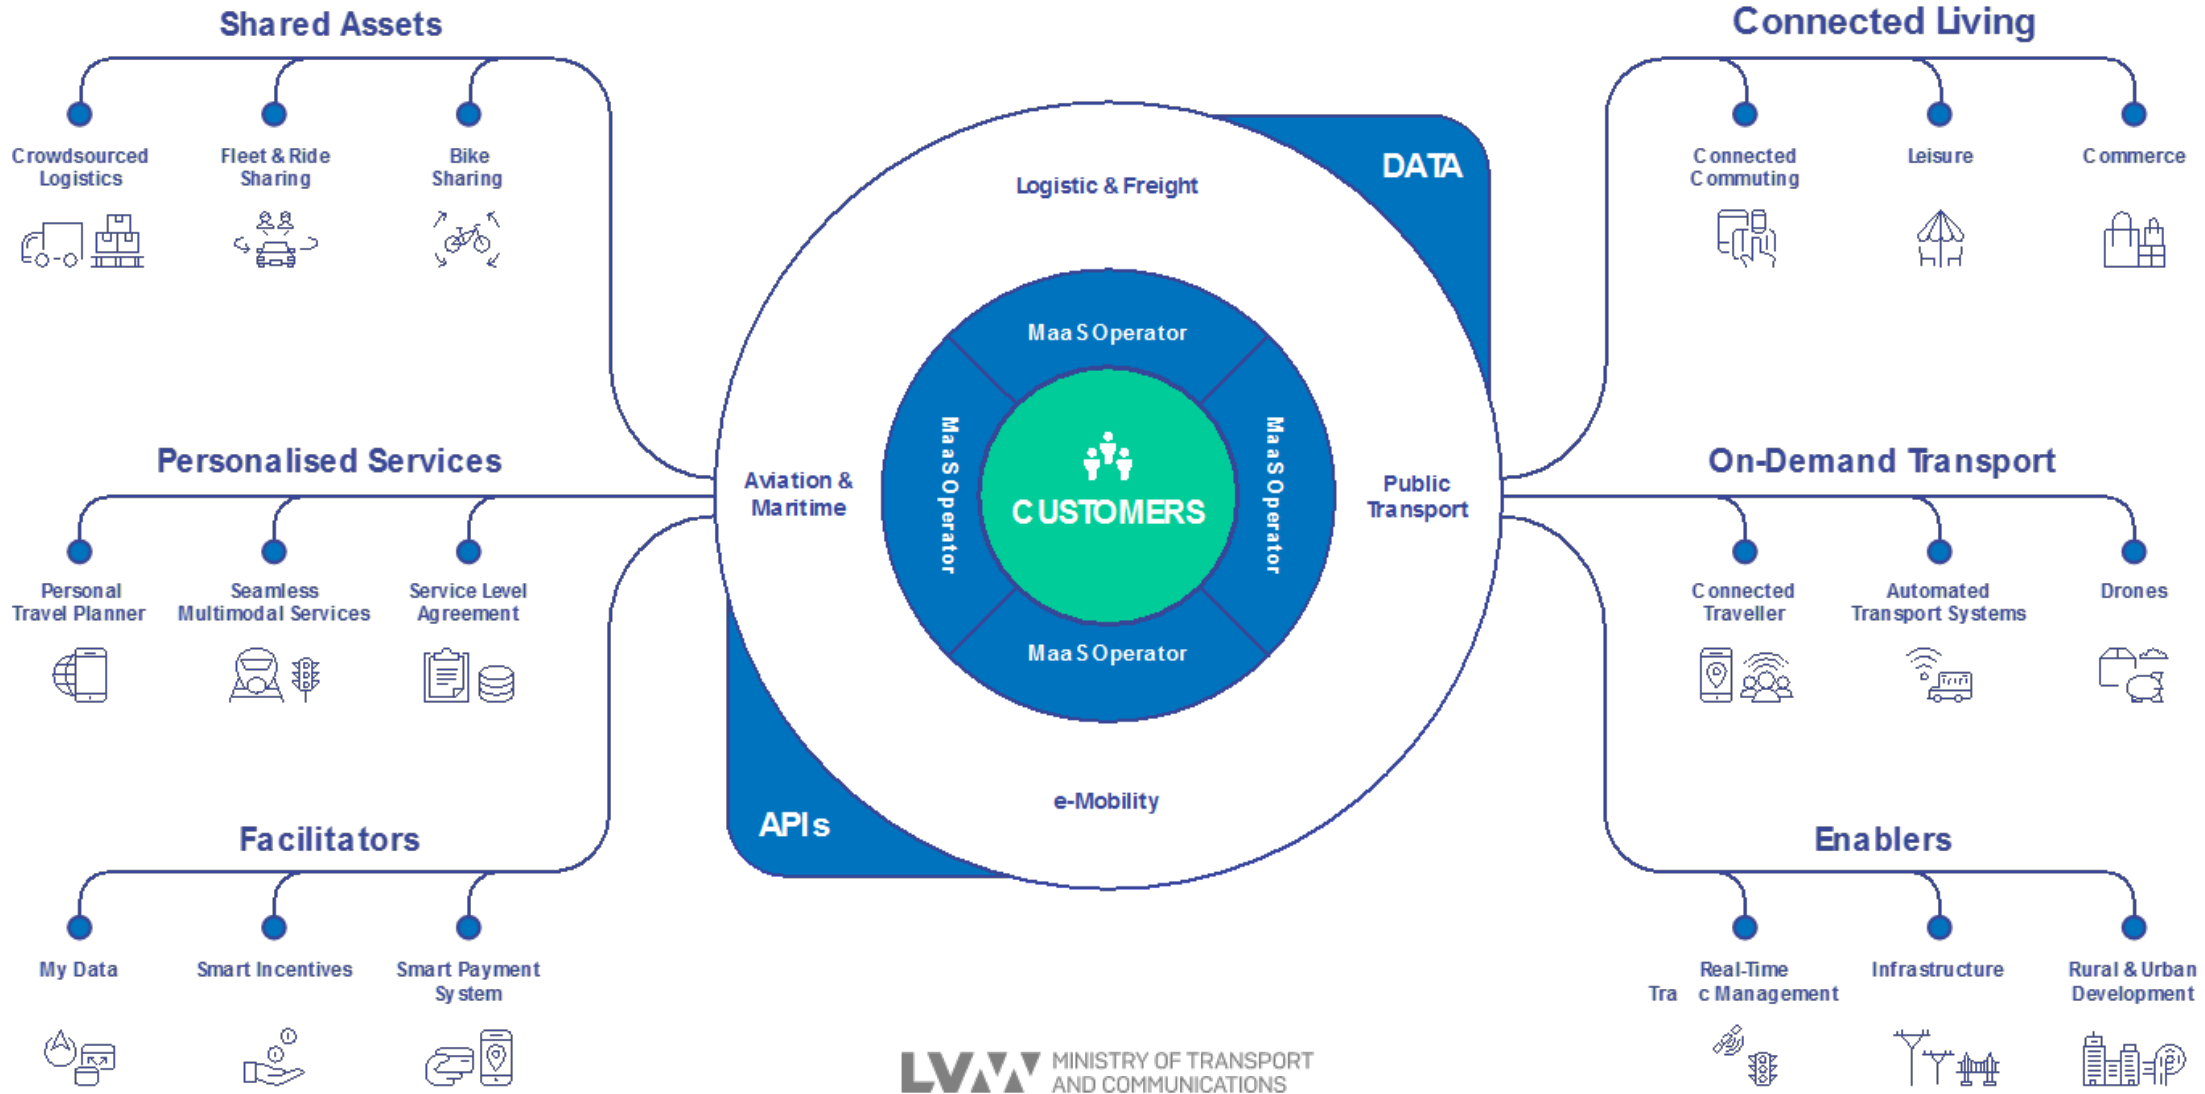 Shared Assets
Crowdsourced
Logistics
Fleet & Ride
Sharing
Bike
Sharing
Personalised Services
Personal
Travel Planner
Seamless
Multimodal Services
Service Level
Agreement
Facilitators
My Data
Smart Incentives
Smart Payment
System
DATA
Logistic & Freight
MaaS Operator
Aviation &
Maritime
MaaS Operator
CUSTOMERS
MaaS Operator
Public
Transport
MaaS Operator
e-Mobility
APIs
Connected Living
Connected
Commuting
Leisure
Commerce
On-Demand Transport
Connected
Traveller
Automated
Transport Systems
Drones
Enablers
Real-Time
Tra c Management
Infrastructure
Rural & Urban
Development
LVM MINISTRY OF TRANSPORT
AND COMMUNICATIONS